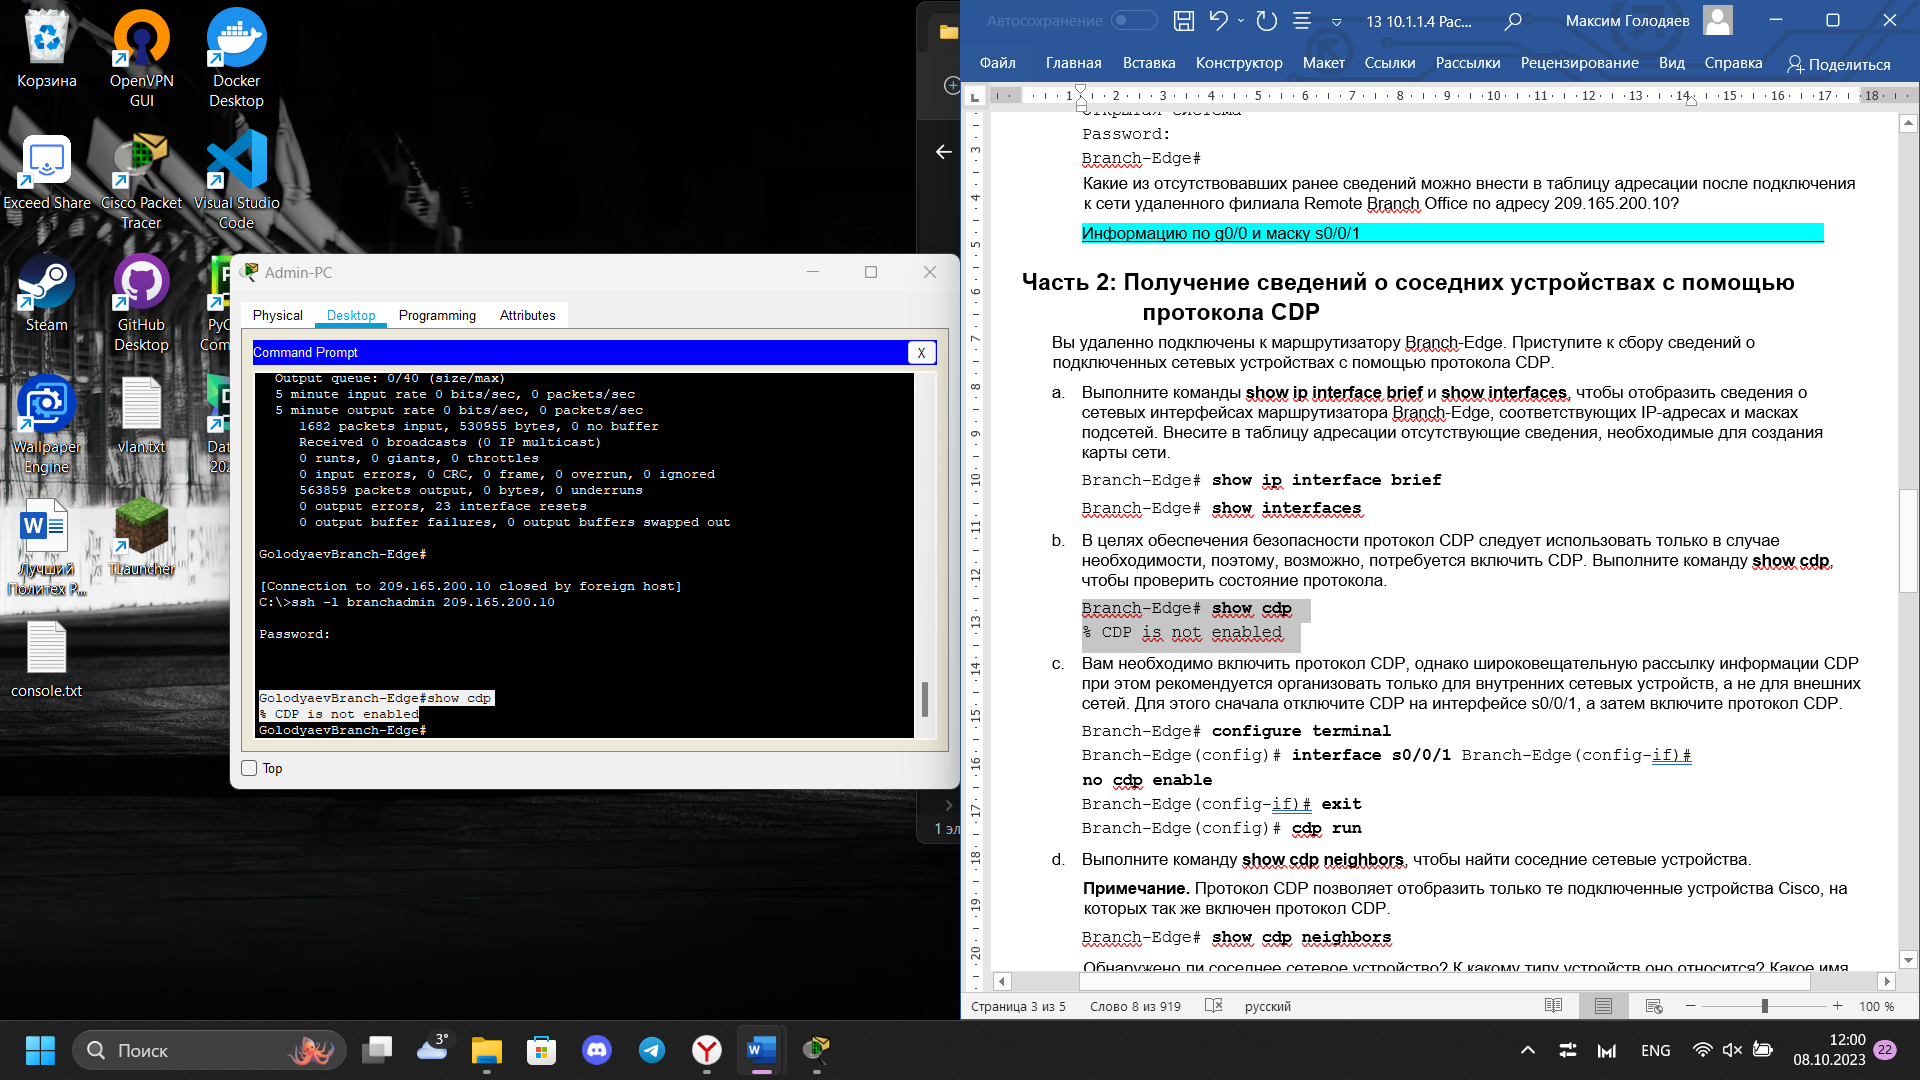 Корзина
OpenVPN GUI
Docker Desktop
Exceed Share
Cisco Packet Tracer
Visual Studio Code
Steam
GitHub Desktop
Wallpaper Engine
vlan.txt
Лучший Политех Р...
TLauncher
console.txt
Admin-PC
Physical
Desktop
Programming
Attributes
Command Prompt
X
Output queue: 0/40 (size/max)
5 minute input rate 0 bits/sec, 0 packets/sec
5 minute output rate 0 bits/sec, 0 packets/sec
1682 packets input, 530955 bytes, 0 no buffer
Received 0 broadcasts (0 IP multicast)
0 runts, 0 giants, 0 throttles
0 input errors, 0 CRC, 0 frame, 0 overrun, 0 ignored
563859 packets output, 0 bytes, 0 underruns
0 output errors, 23 interface resets
0 output buffer failures, 0 output buffers swapped out
GolodyaevBranch-Edge#
[Connection to 209.165.200.10 closed by foreign host]
C:\>ssh -l branchadmin 209.165.200.10
Password:
GolodyaevBranch-Edge#show cdp
% CDP is not enabled
GolodyaevBranch-Edge#
Top
Автосохранение
13 10.1.1.4 Рас...
Максим Голодяев
Файл
Главная
Вставка
Конструктор
Макет
Ссылки
Рассылки
Рецензирование
Вид
Справка
Поделиться
Password:
Branch-Edge#
Какие из отсутствовавших ранее сведений можно внести в таблицу адресации после подключения
к сети удаленного филиала Remote Branch Office по адресу 209.165.200.10?
Информацию по g0/0 и маску s0/0/1
Часть 2: Получение сведений о соседних устройствах с помощью
протокола CDP
Вы удаленно подключены к маршрутизатору Branch-Edge. Приступите к сбору сведений о
подключенных сетевых устройствах с помощью протокола CDP.
a. Выполните команды show ip interface brief и show interfaces, чтобы отобразить сведения о
сетевых интерфейсах маршрутизатора Branch-Edge, соответствующих IP-адресах и масках
подсетей. Внесите в таблицу адресации отсутствующие сведения, необходимые для создания
карты сети.
Branch-Edge# show ip interface brief
Branch-Edge# show interfaces
b. В целях обеспечения безопасности протокол CDP следует использовать только в случае
необходимости, поэтому, возможно, потребуется включить CDP. Выполните команду show cdp,
чтобы проверить состояние протокола.
Branch-Edge# show cdp
% CDP is not enabled
c. Вам необходимо включить протокол CDP, однако широковещательную рассылку информации CDP
при этом рекомендуется организовать только для внутренних сетевых устройств, а не для внешних
сетей. Для этого сначала отключите CDP на интерфейсе s0/0/1, а затем включите протокол CDP.
Branch-Edge# configure terminal
Branch-Edge(config)# interface s0/0/1 Branch-Edge(config-if)#
no cdp enable
Branch-Edge(config-if)# exit
Branch-Edge(config)# cdp run
d. Выполните команду show cdp neighbors, чтобы найти соседние сетевые устройства.
Примечание. Протокол CDP позволяет отобразить только те подключенные устройства Cisco, на
которых так же включен протокол CDP.
Branch-Edge# show cdp neighbors
Обнаружено ли соседнее сетевое устройство? К какому типу устройств оно относится? Какое имя
Страница 3 из 5
Слово 8 из 919
русский
100 %
1 эл
Поиск
3°
ENG
12:00
08.10.2023
22